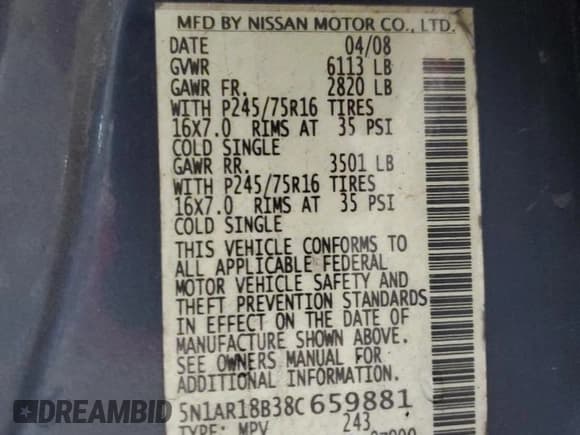 MFD BY NISSAN MOTOR CO., LTD.
DATE 04/08
GVWR 6113 LB
GAWR FR. 2820 LB
WITH P245/75R16 TIRES
16X7.0 RIMS AT 35 PSI
COLD SINGLE
GAWR RR. 3501 LB
WITH P245/75R16 TIRES
16X7.0 RIMS AT 35 PSI
COLD SINGLE
THIS VEHICLE CONFORMS TO
ALL APPLICABLE FEDERAL
MOTOR VEHICLE SAFETY AND
THEFT PREVENTION STANDARDS
IN EFFECT ON THE DATE OF
MANUFACTURE SHOWN ABOVE.
SEE OWNERS MANUAL FOR
ADDITIONAL INFORMATION.
5N1AR18B38C659881
TYPE: MPV 243
DREAMBID